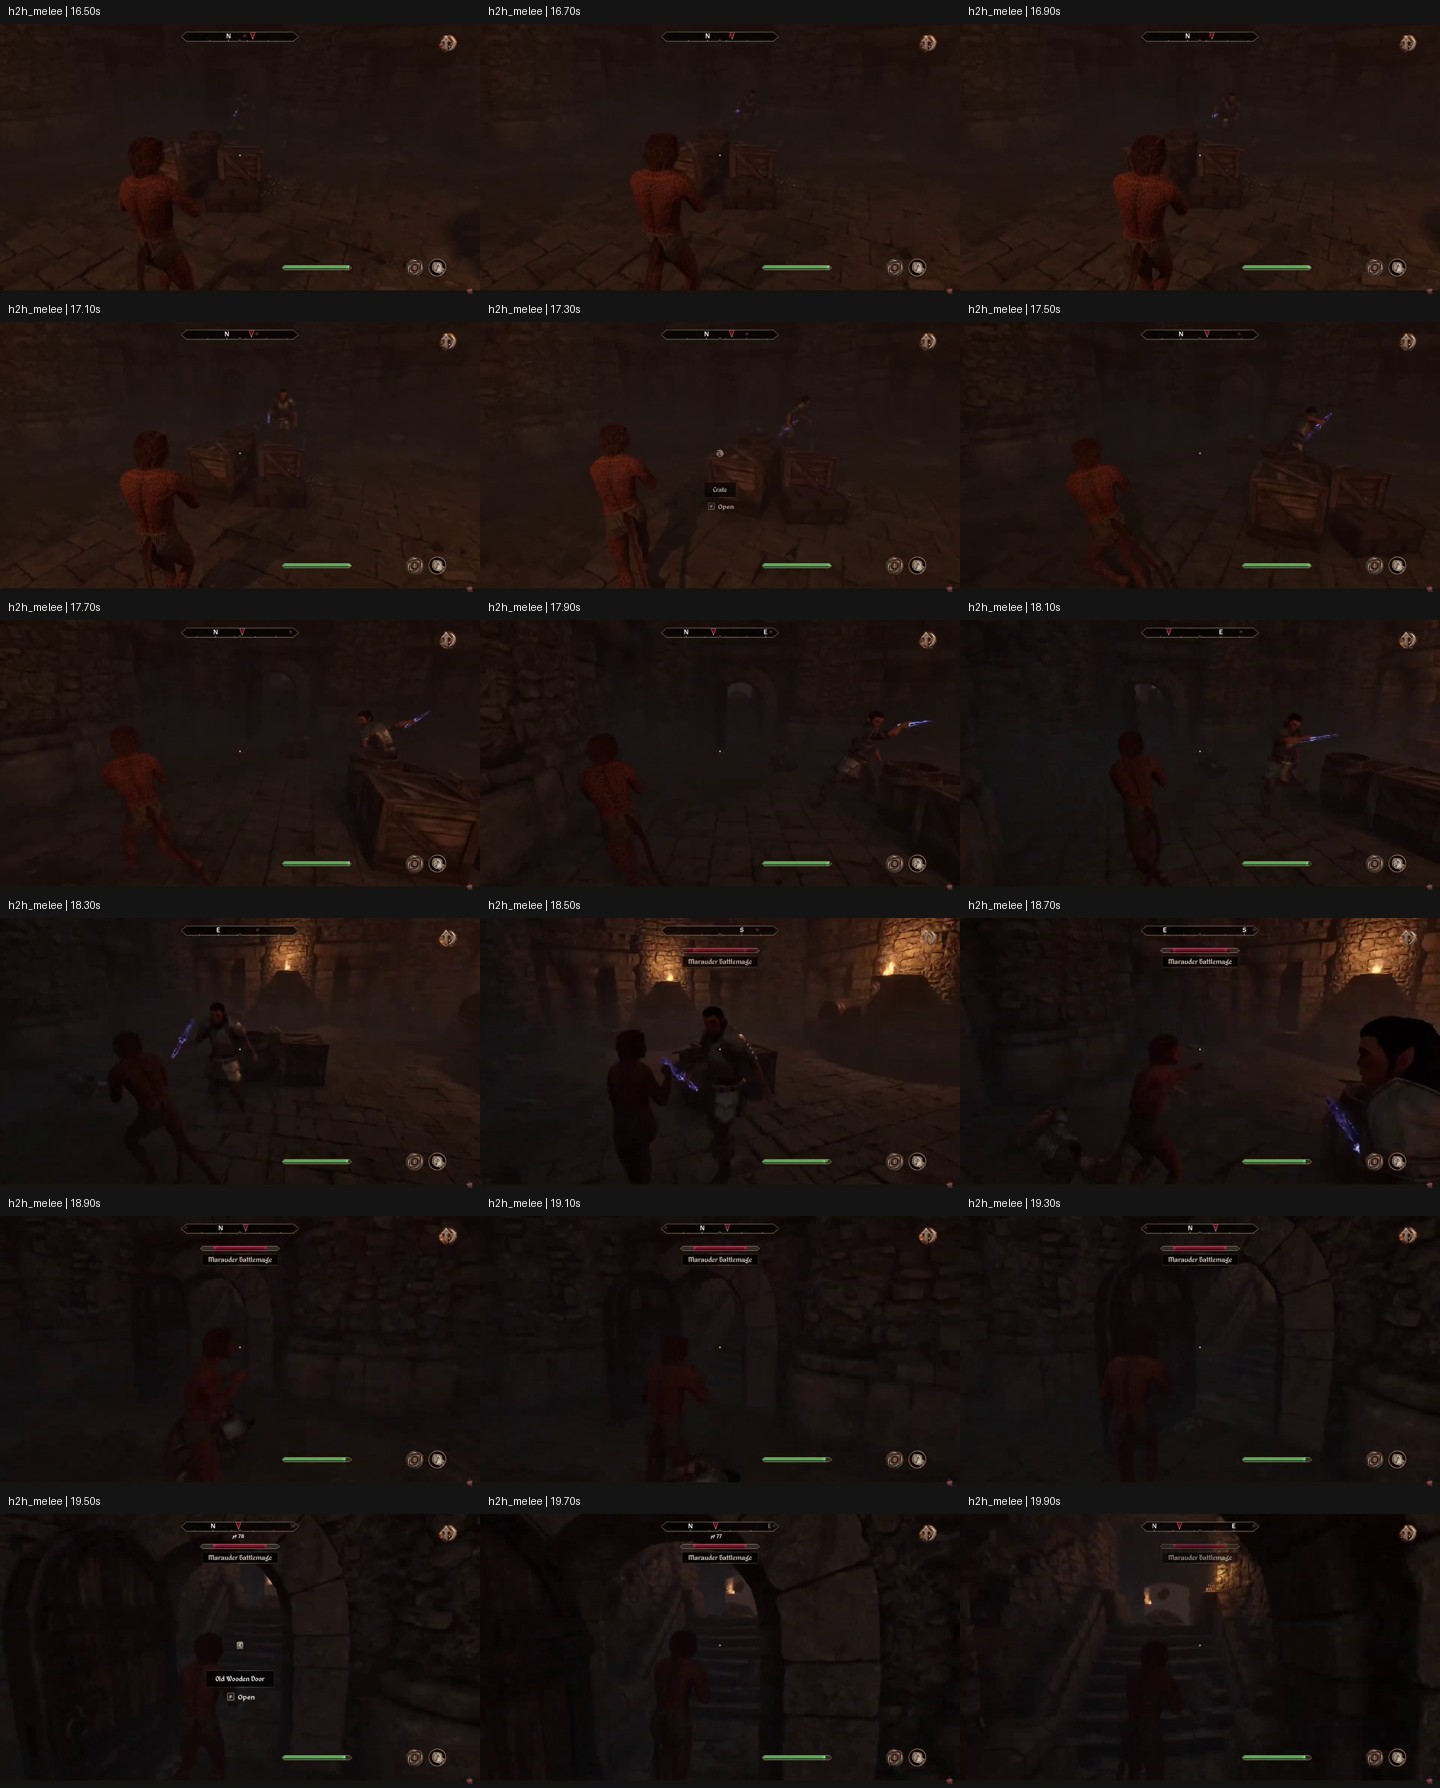 h2h_melee | 16.50s
h2h_melee | 16.70s
h2h_melee | 16.90s
N
N
N
h2h_melee | 17.10s
h2h_melee | 17.30s
h2h_melee | 17.50s
N
N
N
Crate
Open
h2h_melee | 17.70s
h2h_melee | 17.90s
h2h_melee | 18.10s
N
N E
E
h2h_melee | 18.30s
h2h_melee | 18.50s
h2h_melee | 18.70s
E
S
E S
Marauder Battlemage
Marauder Battlemage
h2h_melee | 18.90s
h2h_melee | 19.10s
h2h_melee | 19.30s
N
N
N
Marauder Battlemage
Marauder Battlemage
Marauder Battlemage
h2h_melee | 19.50s
h2h_melee | 19.70s
h2h_melee | 19.90s
N
N
N E
Marauder Battlemage
Marauder Battlemage
Marauder Battlemage
Old Wooden Door
Open